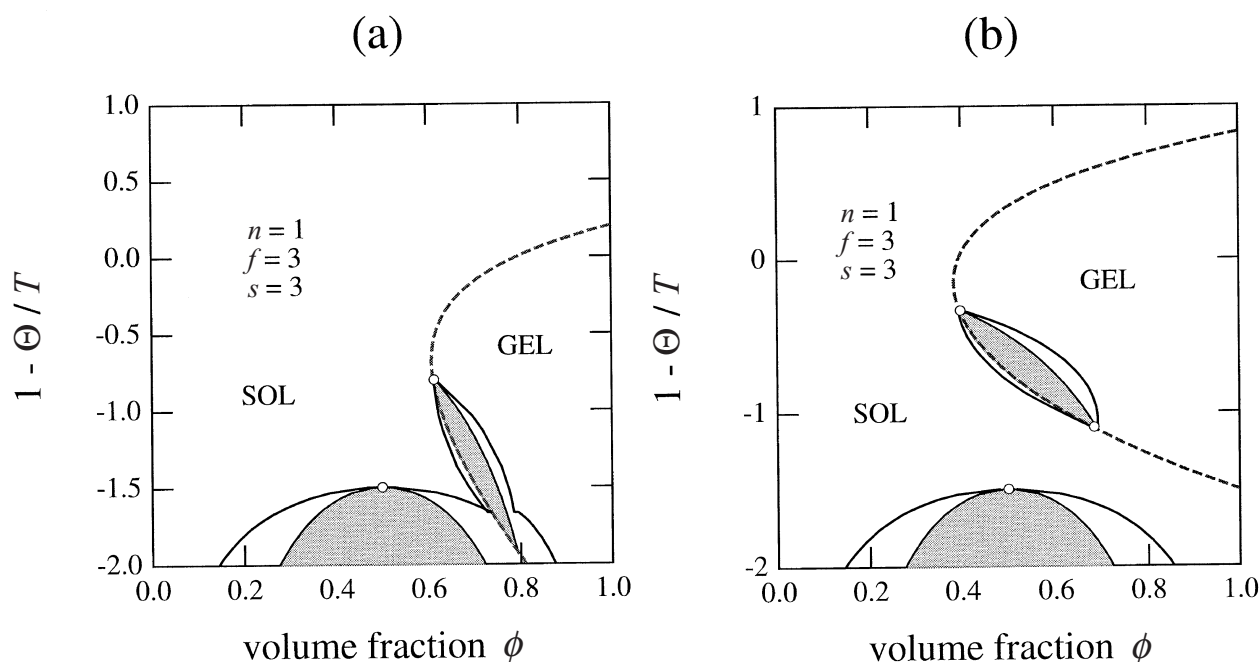 (a)
1.0
0.5
0.0
-0.5
-1.0
-1.5
-2.0
1 - Θ / T
n = 1
f = 3
s = 3
SOL
GEL
0.0 0.2 0.4 0.6 0.8 1.0
volume fraction ϕ
(b)
1
0
-1
-2
1 - Θ / T
n = 1
f = 3
s = 3
SOL
GEL
0.0 0.2 0.4 0.6 0.8 1.0
volume fraction ϕ